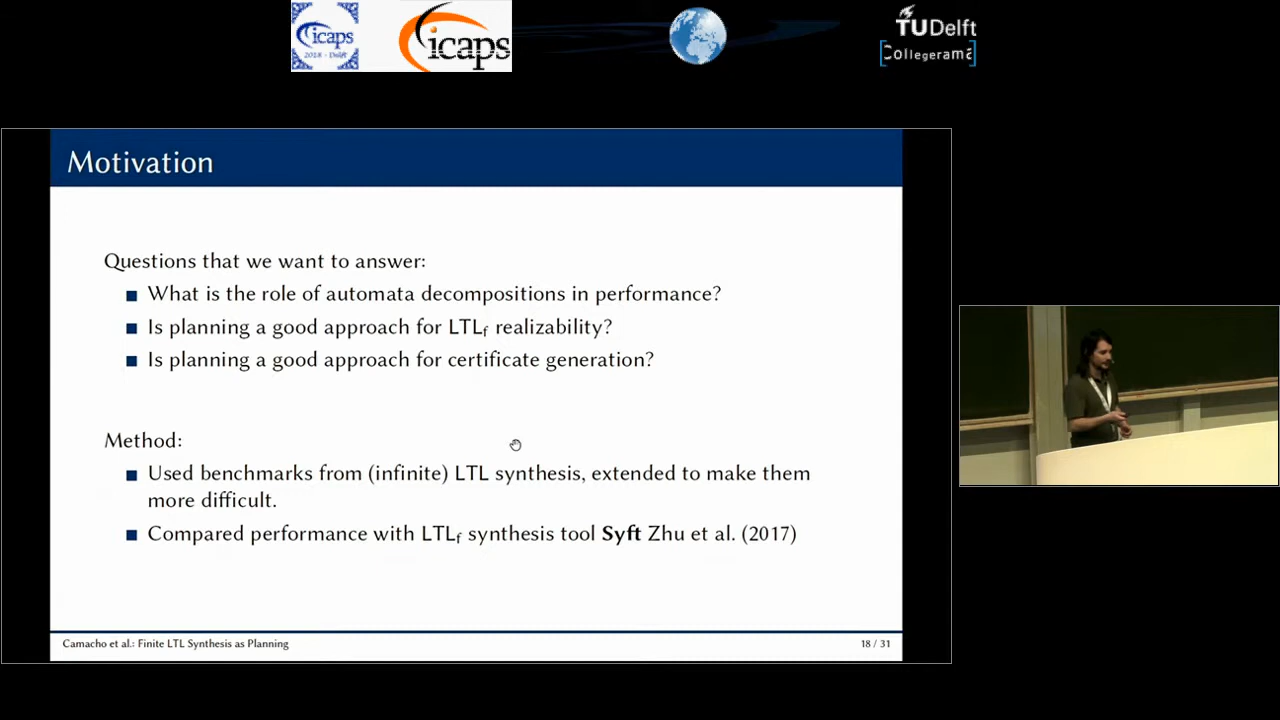 icaps
2018 - Delft
icaps
TUDelft
Collegerama
Motivation
Questions that we want to answer:
What is the role of automata decompositions in performance?
Is planning a good approach for LTLf realizability?
Is planning a good approach for certificate generation?
Method:
Used benchmarks from (infinite) LTL synthesis, extended to make them
more difficult.
Compared performance with LTLf synthesis tool Syft Zhu et al. (2017)
Camacho et al.: Finite LTL Synthesis as Planning
18 / 31